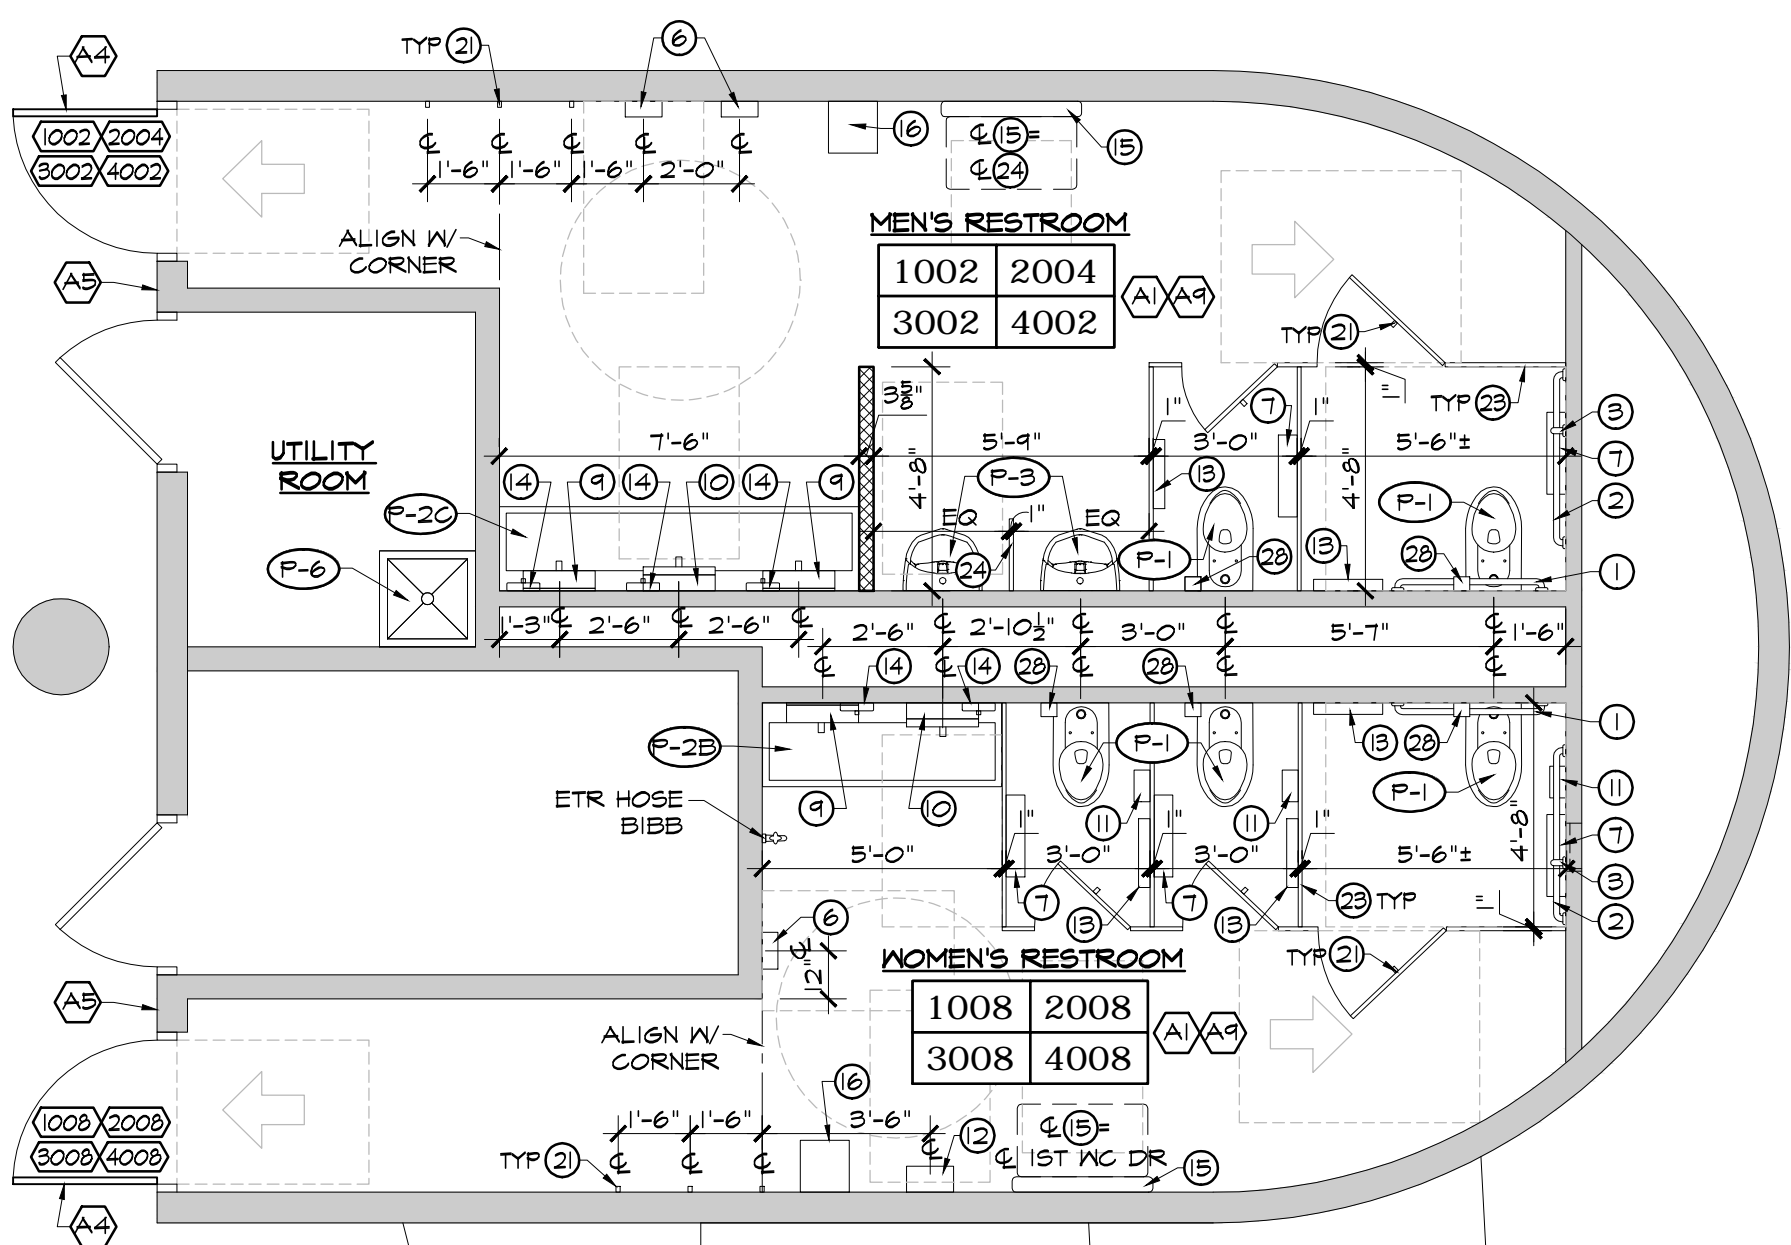 A4
TYP 21
6
1002 2004
3002 4002
16
℄ 15 =
℄ 24
15
℄ ℄ ℄ ℄ ℄
1'-6" 1'-6" 1'-6" 2'-0"
ALIGN W/
CORNER
A5
MEN'S RESTROOM
1002 2004
3002 4002
A1 A9
TYP 21
TYP 23
1"
3 5/8"
UTILITY
ROOM
7'-6"
5'-9"
1"
3'-0"
7
1"
5'-6"±
3
7
2
4'-8"
4'-8"
14 9 14 10 14 9
P-3
13
P-1
P-2C
EQ 1" EQ
P-6
24
P-1
28
13
28
1
1'-3" ℄ 2'-6" ℄ 2'-6" ℄
2'-6" ℄ 2'-10 1/2" ℄ 3'-0" ℄ 5'-7" ℄ 1'-6"
℄ ℄ ℄ ℄ ℄
14 14 28 28
P-2B
P-1
13 28
1
P-1
11
ETR HOSE
BIBB
9 10
11 11
1" 1" 1"
4'-8"
7
5'-0" 3'-0" 3'-0" 5'-6"±
3
6
7 13 7 13
23 TYP
1"
2
℄
12"
WOMEN'S RESTROOM
TYP 21
1008 2008
3008 4008
A1 A9
A5
ALIGN W/
CORNER
16
1008 2008
3008 4008
1'-6" 1'-6" 3'-6"
℄ ℄ ℄ ℄
12
℄ 15 =
℄ 1ST WC DR
15
TYP 21
A4